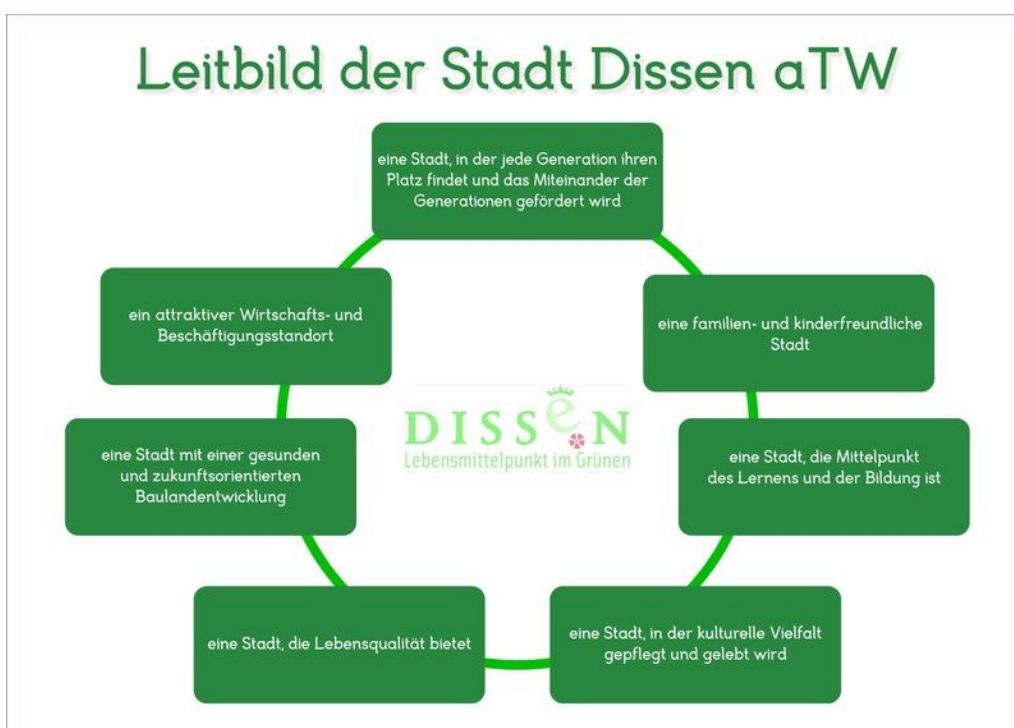 Leitbild der Stadt Dissen aTW
eine Stadt, in der jede Generation ihren
Platz findet und das Miteinander der
Generationen gefördert wird
eine familien- und kinderfreundliche
Stadt
eine Stadt, die Mittelpunkt
des Lernens und der Bildung ist
eine Stadt, in der kulturelle Vielfalt
gepflegt und gelebt wird
eine Stadt, die Lebensqualität bietet
eine Stadt mit einer gesunden
und zukunftsorientierten
Baulandentwicklung
ein attraktiver Wirtschafts- und
Beschäftigungsstandort
DISSeN
Lebensmittelpunkt im Grünen